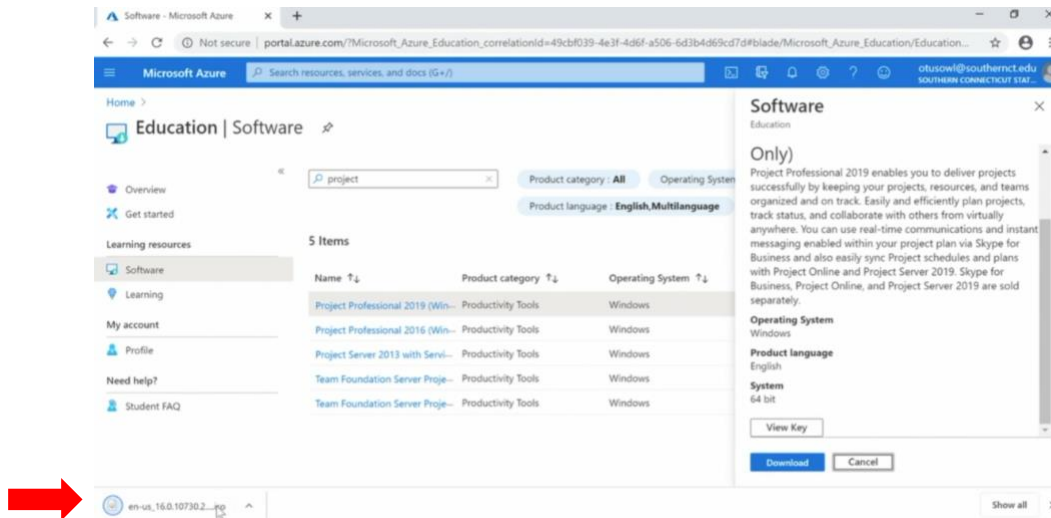 Software - Microsoft Azure
Not secure | portal.azure.com/?Microsoft_Azure_Education_correlationId=49cbf039-4e3f-4d6f-a506-6d3b4d69cd7d#blade/Microsoft_Azure_Education/Education...
Microsoft Azure
Search resources, services, and docs (G+/)
otusowl@southernct.edu
SOUTHERN CONNECTICUT STAT...
Home >
Education | Software
Overview
Get started
Learning resources
Software
Learning
My account
Profile
Need help?
Student FAQ
project
Product category : All
Operating System
Product language : English,Multilanguage
5 Items
Name ↑↓ Product category ↑↓ Operating System ↑↓
Project Professional 2019 (Win... Productivity Tools Windows
Project Professional 2016 (Win... Productivity Tools Windows
Project Server 2013 with Servi... Productivity Tools Windows
Team Foundation Server Proje... Productivity Tools Windows
Team Foundation Server Proje... Productivity Tools Windows
Software
Education
Only)
Project Professional 2019 enables you to deliver projects
successfully by keeping your projects, resources, and teams
organized and on track. Easily and efficiently plan projects,
track status, and collaborate with others from virtually
anywhere. You can use real-time communications and instant
messaging enabled within your project plan via Skype for
Business and also easily sync Project schedules and plans
with Project Online and Project Server 2019. Skype for
Business, Project Online, and Project Server 2019 are sold
separately.
Operating System
Windows
Product language
English
System
64 bit
View Key
Download
Cancel
en-us_16.0.10730.2....iso
Show all